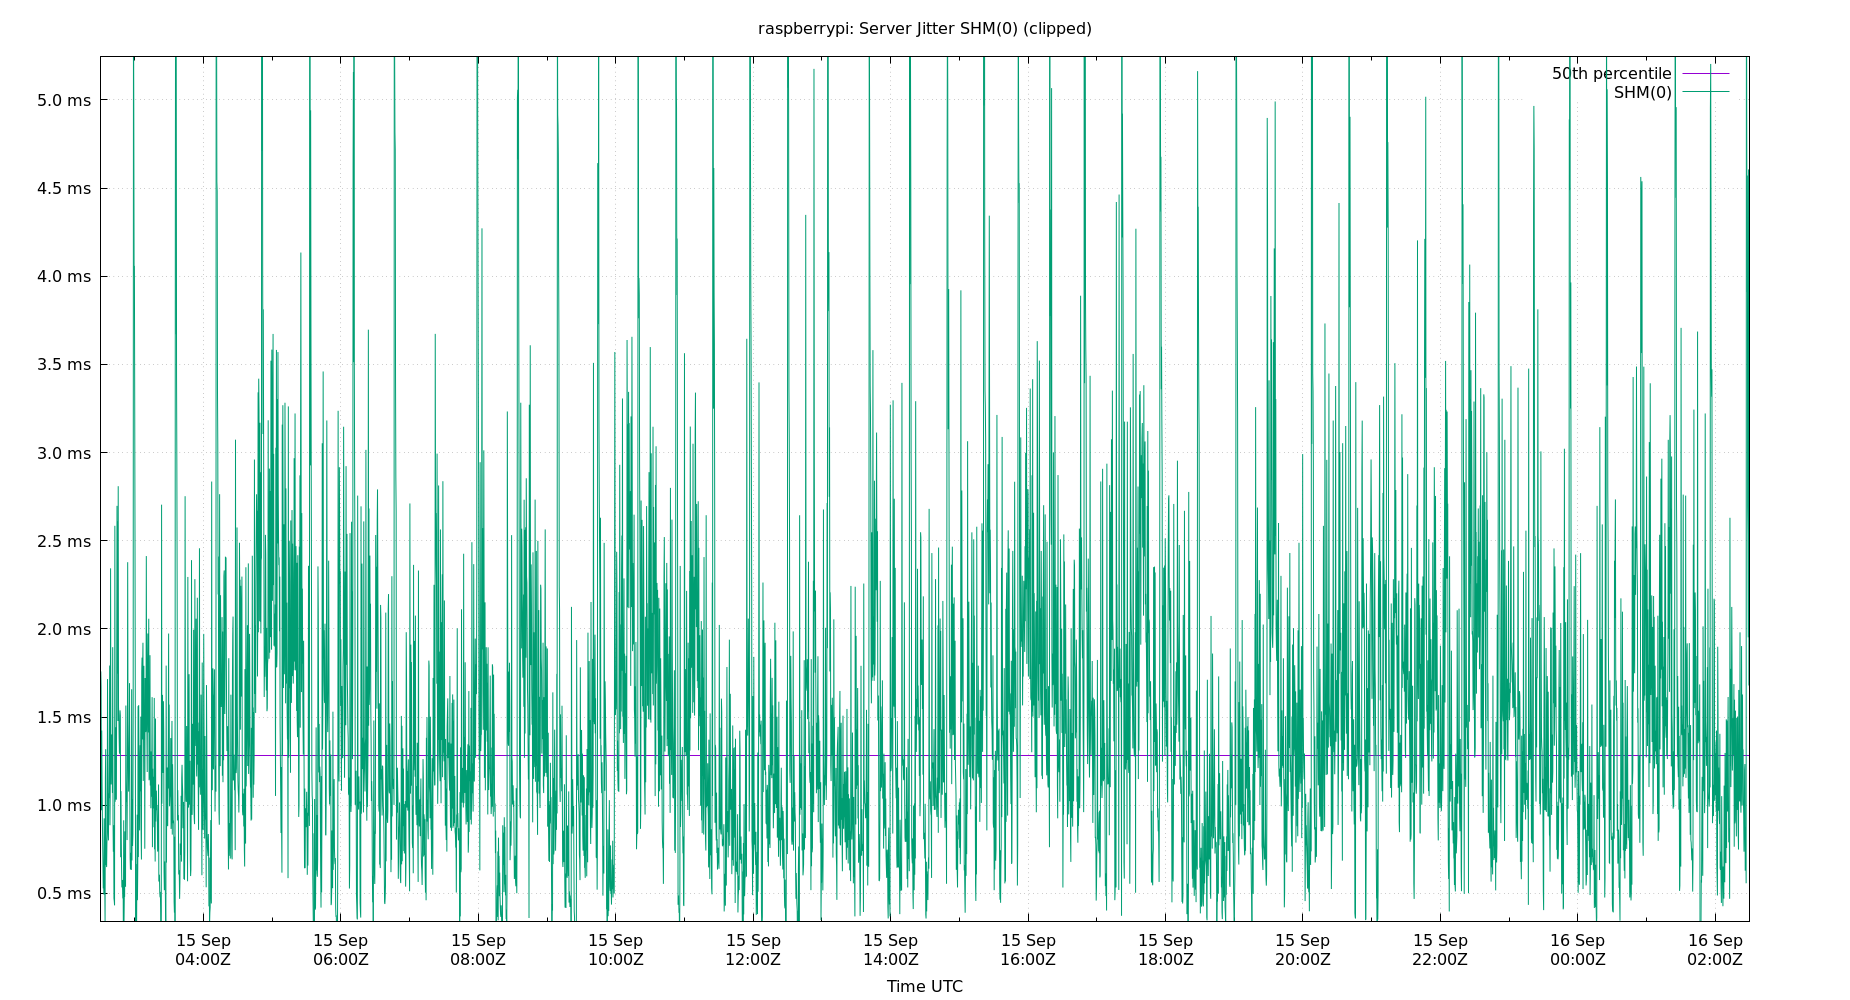 raspberrypi: Server Jitter SHM(0) (clipped)
50th percentile
SHM(0)
5.0 ms
4.5 ms
4.0 ms
3.5 ms
3.0 ms
2.5 ms
2.0 ms
1.5 ms
1.0 ms
0.5 ms
15 Sep 15 Sep 15 Sep 15 Sep 15 Sep 15 Sep 15 Sep 15 Sep 15 Sep 15 Sep 16 Sep 16 Sep
04:00Z 06:00Z 08:00Z 10:00Z 12:00Z 14:00Z 16:00Z 18:00Z 20:00Z 22:00Z 00:00Z 02:00Z
Time UTC